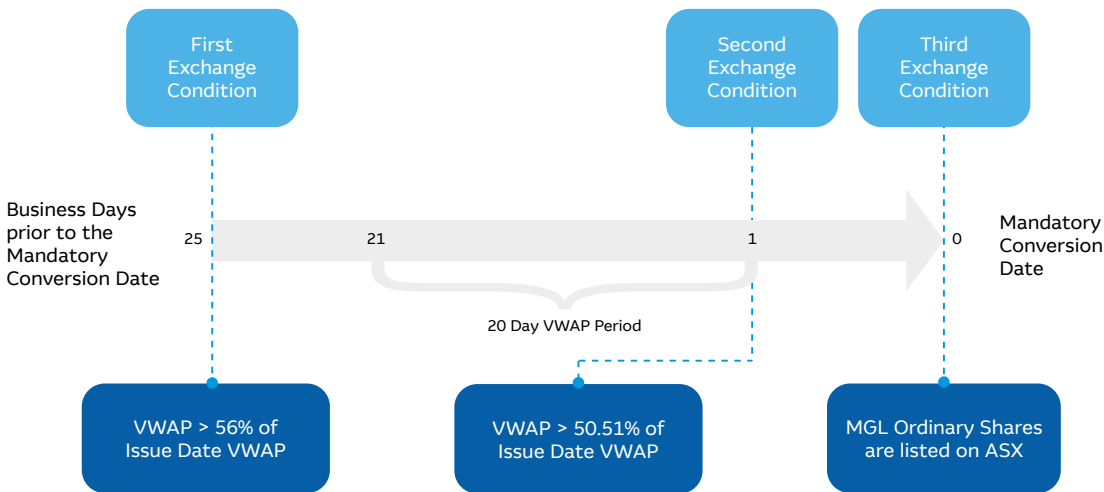 First
Exchange
Condition
Second
Exchange
Condition
Third
Exchange
Condition
Business Days
prior to the
Mandatory
Conversion Date
25
21
1
0
Mandatory
Conversion
Date
20 Day VWAP Period
VWAP > 56% of
Issue Date VWAP
VWAP > 50.51% of
Issue Date VWAP
MGL Ordinary Shares
are listed on ASX